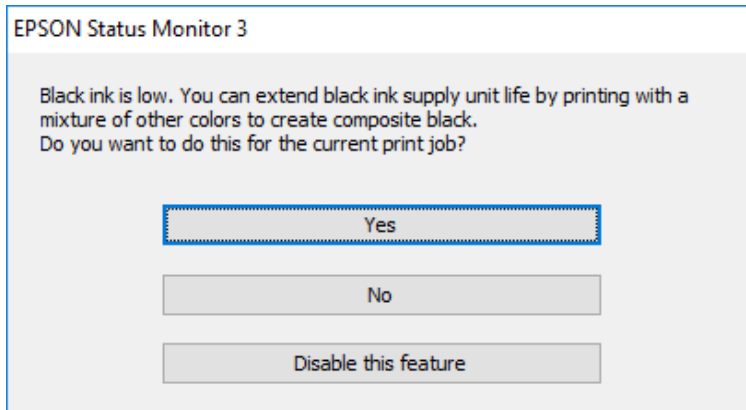 EPSON Status Monitor 3
Black ink is low. You can extend black ink supply unit life by printing with a
mixture of other colors to create composite black.
Do you want to do this for the current print job?
Yes
No
Disable this feature